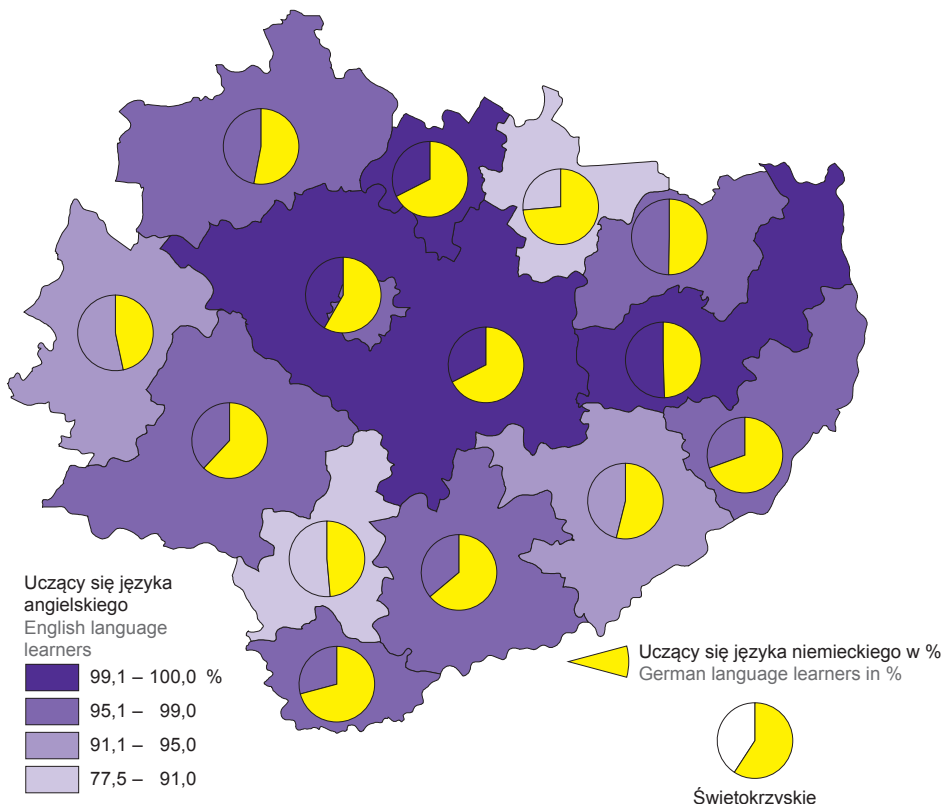 Uczący się języka
angielskiego
English language
learners
99,1 – 100,0 %
95,1 – 99,0
91,1 – 95,0
77,5 – 91,0
Uczący się języka niemieckiego w %
German language learners in %
Świętokrzyskie